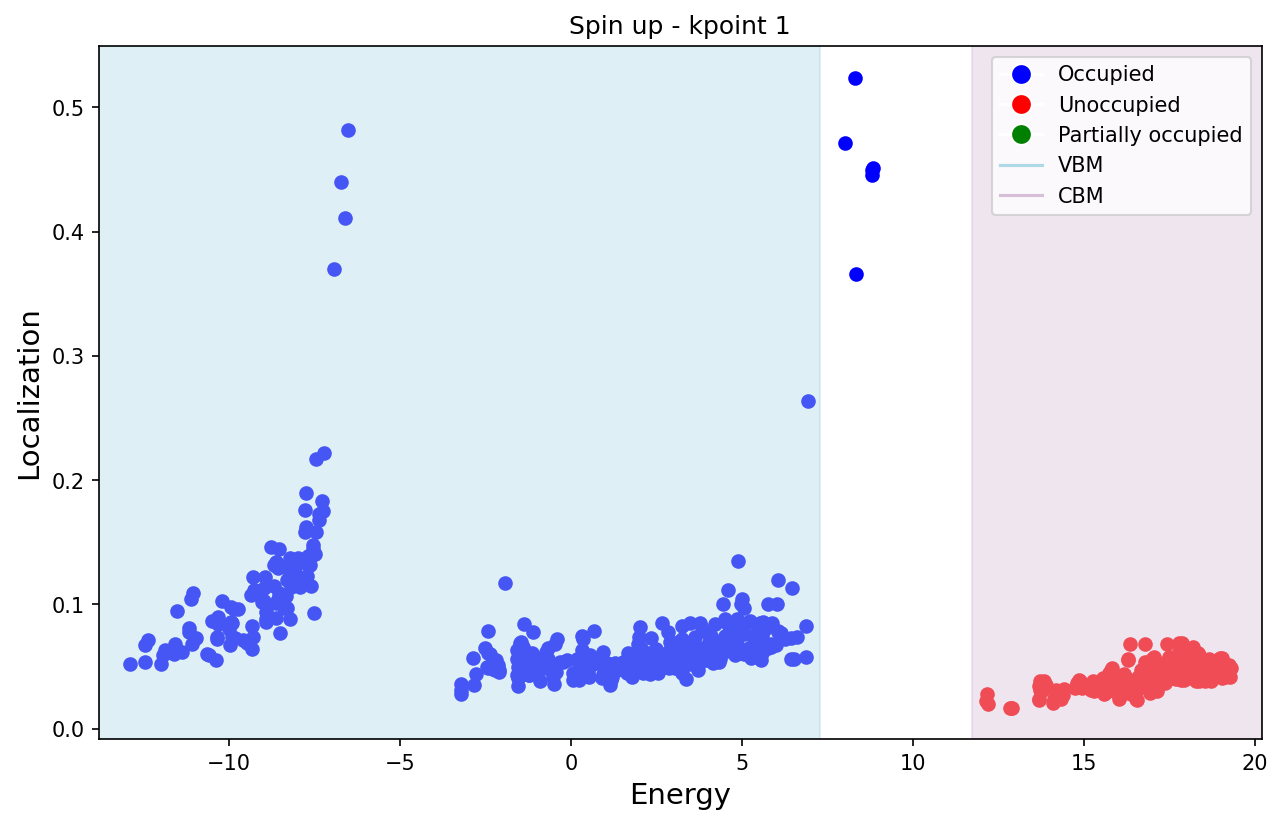 Spin up - kpoint 1
Localization
0.5
0.4
0.3
0.2
0.1
0.0
−10
−5
0
5
10
15
20
Energy
Occupied
Unoccupied
Partially occupied
VBM
CBM